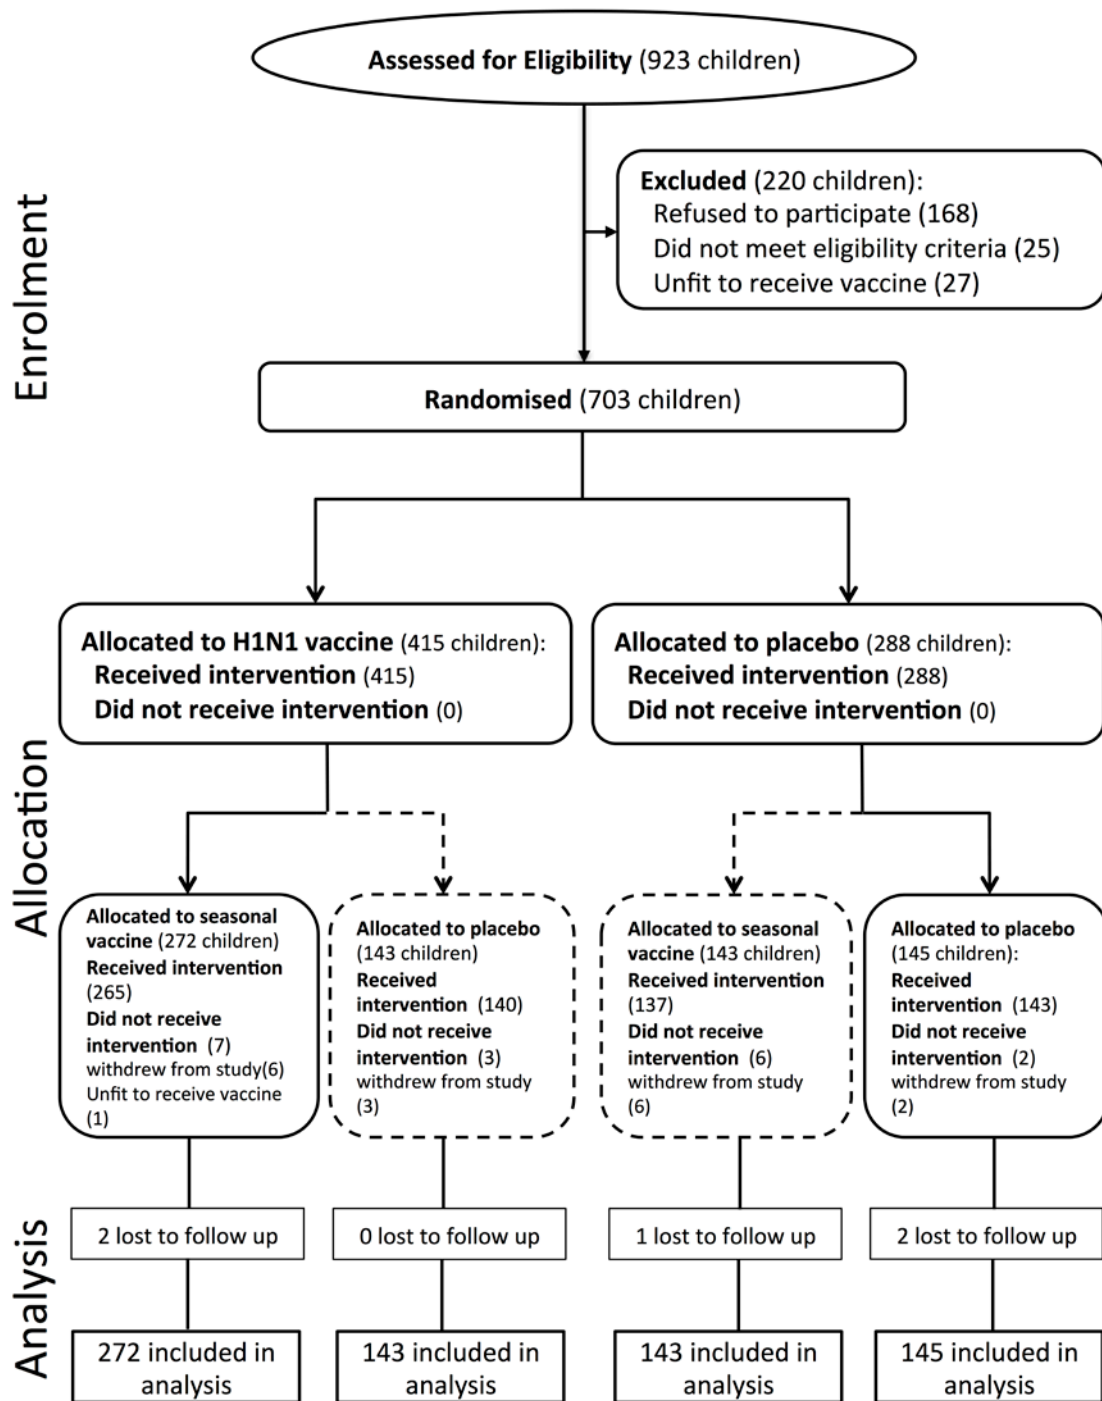 Assessed for Eligibility (923 children)
Enrolment
Excluded (220 children):
Refused to participate (168)
Did not meet eligibility criteria (25)
Unfit to receive vaccine (27)
Randomised (703 children)
Allocation
Allocated to H1N1 vaccine (415 children):
Received intervention (415)
Did not receive intervention (0)
Allocated to placebo (288 children):
Received intervention (288)
Did not receive intervention (0)
Allocated to seasonal
vaccine (272 children)
Received intervention
(265)
Did not receive
intervention (7)
withdrew from study(6)
Unfit to receive vaccine
(1)
Allocated to placebo
(143 children)
Received
intervention (140)
Did not receive
intervention (3)
withdrew from study
(3)
Allocated to seasonal
vaccine (143 children)
Received intervention
(137)
Did not receive
intervention (6)
withdrew from study
(6)
Allocated to placebo
(145 children):
Received
intervention (143)
Did not receive
intervention (2)
withdrew from study
(2)
Analysis
2 lost to follow up
0 lost to follow up
1 lost to follow up
2 lost to follow up
272 included in
analysis
143 included in
analysis
143 included in
analysis
145 included in
analysis